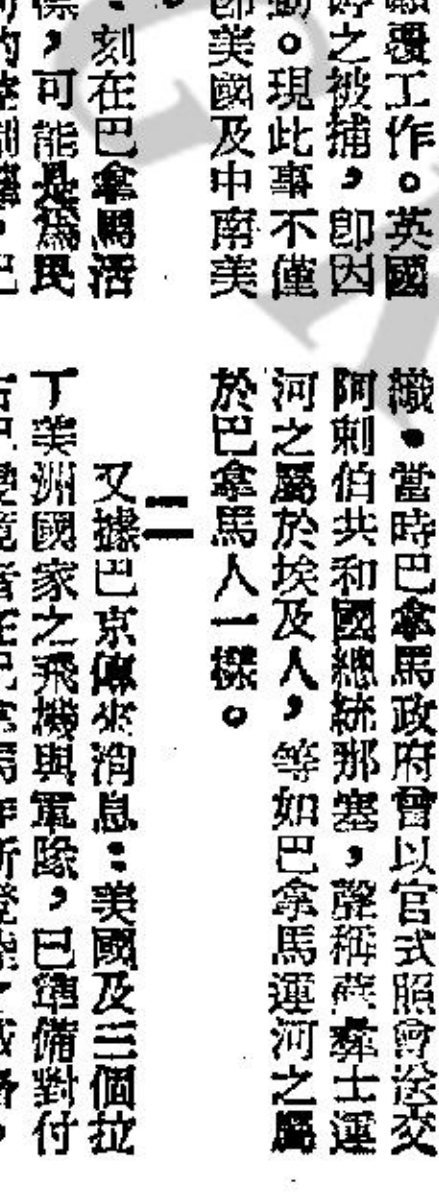 顛覆工作。英國
時之被捕，即因
動。現此事不僅
即美國及中南美
。
：刻在巴拿馬活
標，可能是為民
織。當時巴拿馬政府曾以官式照會送交
阿剌伯共和國總統那塞，聲稱蘇彝士運
河之屬於埃及人，等如巴拿馬運河之屬
於巴拿馬人一樣。
二
又據巴京傳來消息：美國及三個拉
丁美洲國家之飛機與軍隊，已準備對付